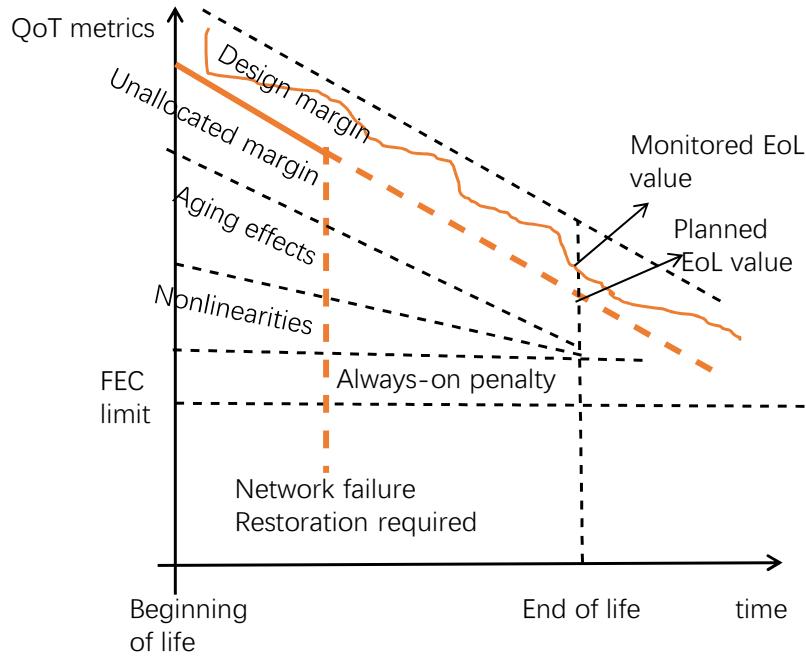 QoT metrics
Design margin
Unallocated margin
Monitored EoL
value
Aging effects
Planned
EoL value
Nonlinearities
Always-on penalty
FEC
limit
Network failure
Restoration required
Beginning
of life
End of life
time